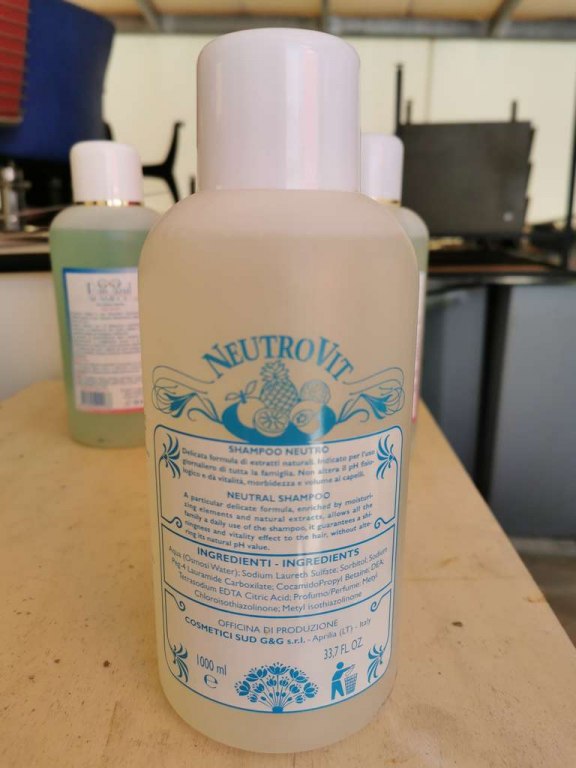 NEUTROVIT
SHAMPOO NEUTRO
Delicata formula di estratti naturali. Indicato per l'uso
giornaliero di tutta la famiglia. Non altera il pH fisio-
logico e da vitalità, morbidezza e volume ai capelli.
NEUTRAL SHAMPOO
A particular delicate formula, enriched by moisturi-
zing elements and natural extracts, allows all the
family a daily use of the shampoo, it guarantees a shi-
ningness and vitality effect to the hair, without alte-
ring its natural pH value.
INGREDIENTI - INGREDIENTS
Aqua (Osmosi Water); Sodium Laureth Sulfate; Sorbitol; Sodium
Peg-4 Lauramide Carboxilate; CocamidoPropyl Betaine; DEA;
Tetrasodium EDTA Citric Acid; Profumo/Perfume; Metyl
Chloroisothiazolinone; Metyl isothiazolinone
OFFICINA DI PRODUZIONE
COSMETICI SUD G&G s.r.l. - Aprilia (LT) - Italy
1000 ml
33,7 FL. OZ.
e